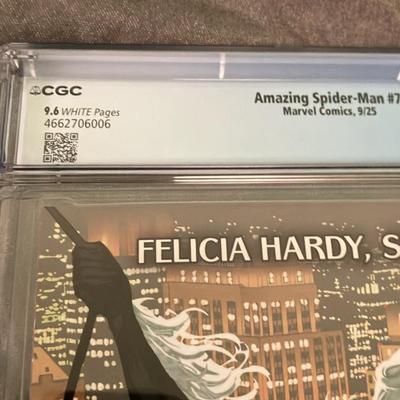 CGC
Amazing Spider-Man #7
9.6 WHITE Pages
Marvel Comics, 9/25
4662706006
FELICIA HARDY, S